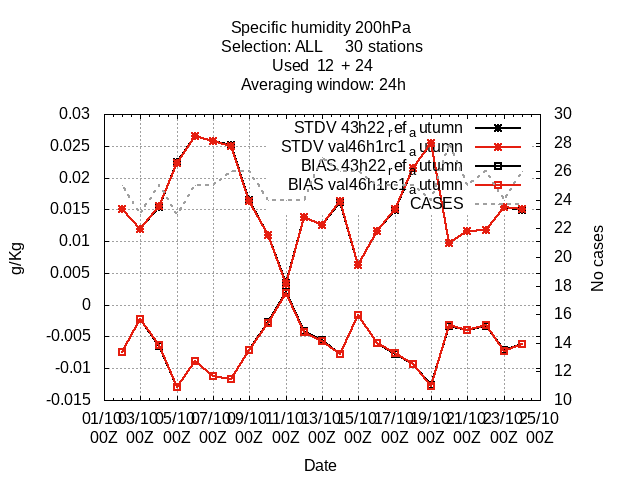 Specific humidity 200hPa
Selection: ALL 30 stations
Used 12 + 24
Averaging window: 24h
0.03
0.025
0.02
0.015
0.01
0.005
0
-0.005
-0.01
-0.015
g/Kg
STDV 43h22_ref_autumn
STDV val46h1rc1_autumn
BIAS 43h22_ref_autumn
BIAS val46h1rc1_autumn
CASES
30
28
26
24
22
20
18
16
14
12
10
No cases
01/10 03/10 05/10 07/10 09/10 11/10 13/10 15/10 17/10 19/10 21/10 23/10 25/10
00Z 00Z 00Z 00Z 00Z 00Z 00Z 00Z 00Z 00Z 00Z 00Z 00Z
Date